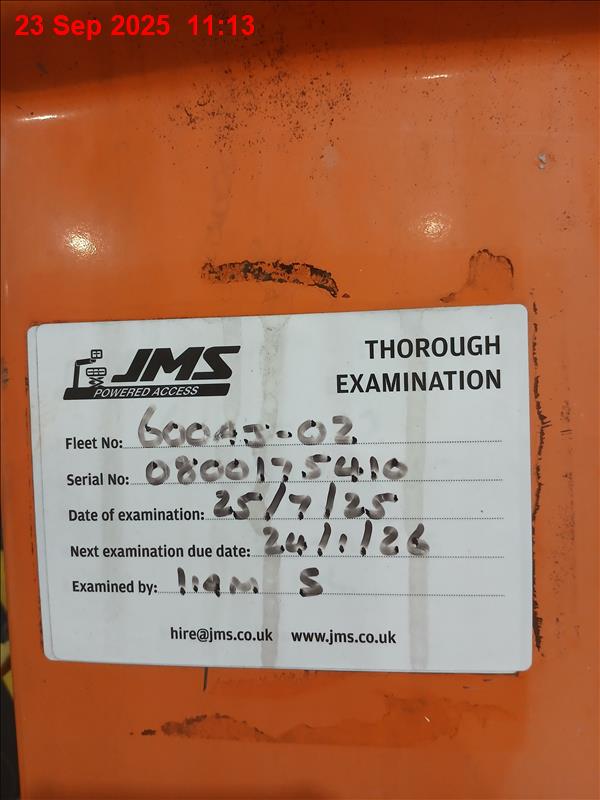 23 Sep 2025 11:13
JMS
POWERED ACCESS
THOROUGH
EXAMINATION
Fleet No: 600AJ-02
Serial No: 0800175410
Date of examination: 25/7/25
Next examination due date: 24/1/26
Examined by: liam S
hire@jms.co.uk www.jms.co.uk